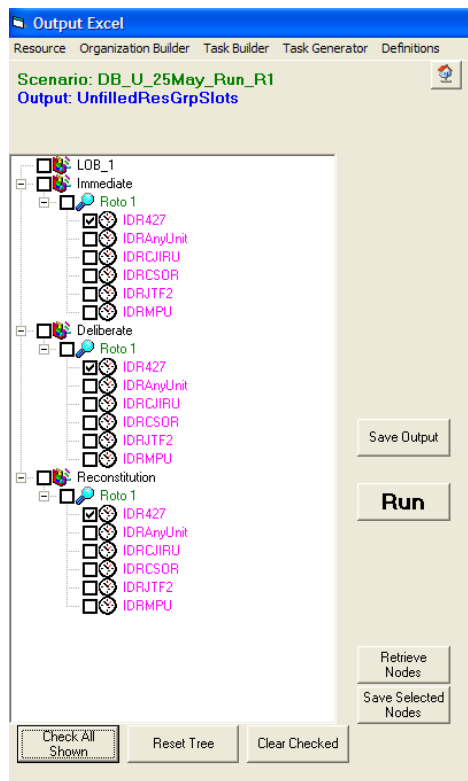 Output Excel
Resource Organization Builder Task Builder Task Generator Definitions
Scenario: DB_U_25May_Run_R1
Output: UnfilledResGrpSlots
LOB_1
Immediate
Roto 1
IDR427
IDRAnyUnit
IDRCJIRU
IDRCSOR
IDRJTF2
IDRMPU
Deliberate
Roto 1
IDR427
IDRAnyUnit
IDRCJIRU
IDRCSOR
IDRJTF2
IDRMPU
Reconstitution
Roto 1
IDR427
IDRAnyUnit
IDRCJIRU
IDRCSOR
IDRJTF2
IDRMPU
Save Output
Run
Retrieve
Nodes
Save Selected
Nodes
Check All
Shown
Reset Tree
Clear Checked